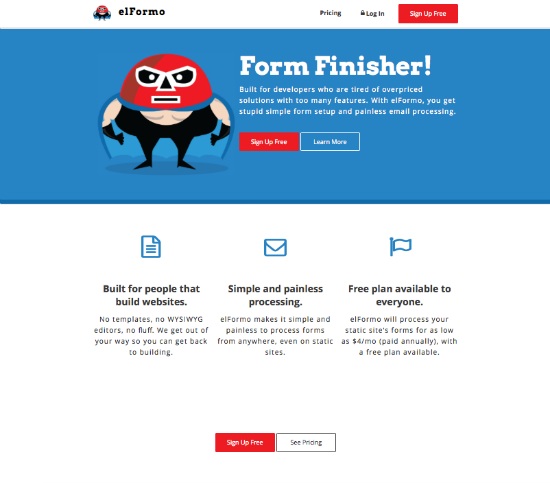 elFormo
Pricing
Log In
Sign Up Free
Form Finisher!
Built for developers who are tired of overpriced
solutions with too many features. With elFormo, you get
stupid simple form setup and painless email processing.
Sign Up Free
Learn More
Built for people that
build websites.
No templates, no WYSIWYG
editors, no fluff. We get out of
your way so you can get back
to building.
Simple and painless
processing.
elFormo makes it simple and
painless to process forms
from anywhere, even on static
sites.
Free plan available to
everyone.
elFormo will process your
static site's forms for as low
as $4/mo (paid annually), with
a free plan available.
Sign Up Free
See Pricing